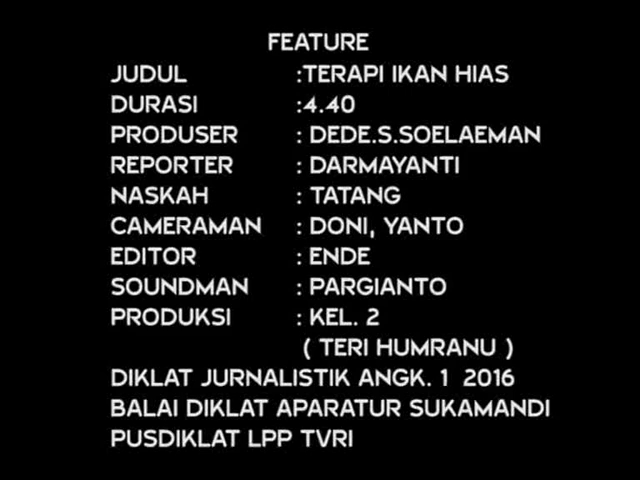 FEATURE
JUDUL :TERAPI IKAN HIAS
DURASI :4.40
PRODUSER : DEDE.S.SOELAEMAN
REPORTER : DARMAYANTI
NASKAH : TATANG
CAMERAMAN : DONI, YANTO
EDITOR : ENDE
SOUNDMAN : PARGIANTO
PRODUKSI : KEL. 2
( TERI HUMRANU )
DIKLAT JURNALISTIK ANGK. 1 2016
BALAI DIKLAT APARATUR SUKAMANDI
PUSDIKLAT LPP TVRI